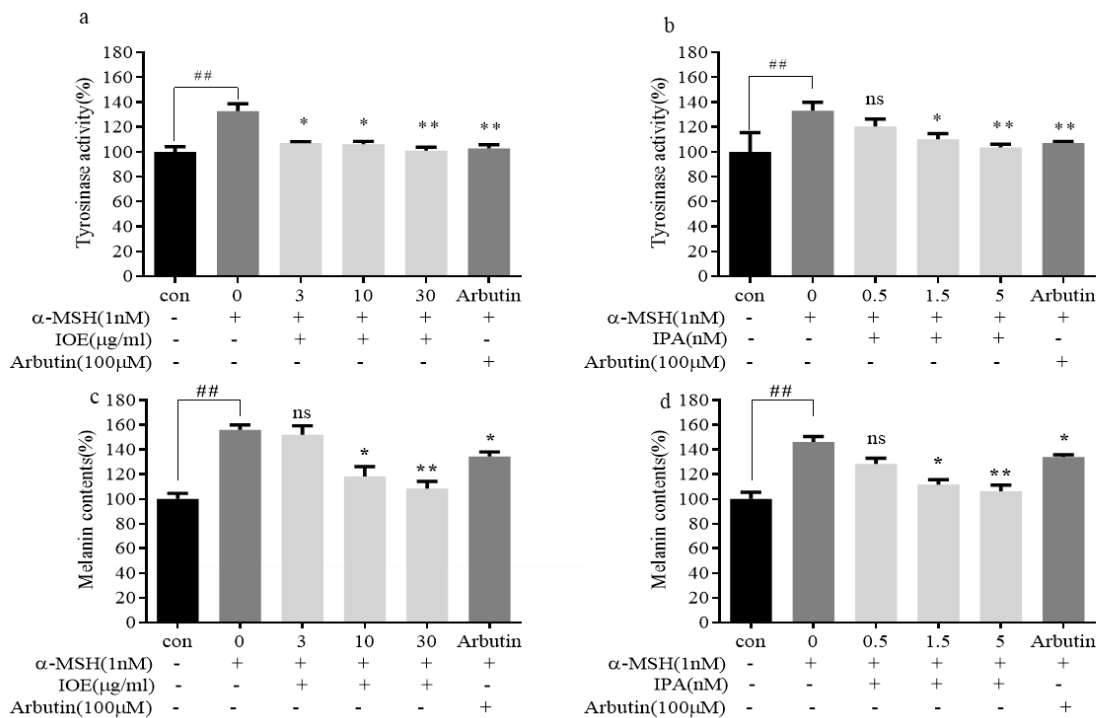 a
Tyrosinase activity(%)
180
160
140
120
100
80
60
40
20
0
##
*
*
**
**
con 0 3 10 30 Arbutin
α-MSH(1nM) - + + + + +
IOE(μg/ml) - - + + + -
Arbutin(100μM) - - - - - +
b
Tyrosinase activity(%)
180
160
140
120
100
80
60
40
20
0
##
ns
*
**
**
con 0 0.5 1.5 5 Arbutin
α-MSH(1nM) - + + + + +
IPA(nM) - - + + + -
Arbutin(100μM) - - - - - +
c
Melanin contents(%)
180
160
140
120
100
80
60
40
20
0
##
ns
*
**
*
con 0 3 10 30 Arbutin
α-MSH(1nM) - + + + + +
IOE(μg/ml) - - + + + -
Arbutin(100μM) - - - - - +
d
Melanin contents(%)
180
160
140
120
100
80
60
40
20
0
##
ns
*
**
*
con 0 0.5 1.5 5 Arbutin
α-MSH(1nM) - + + + + +
IPA(nM) - - + + + -
Arbutin(100μM) - - - - - +